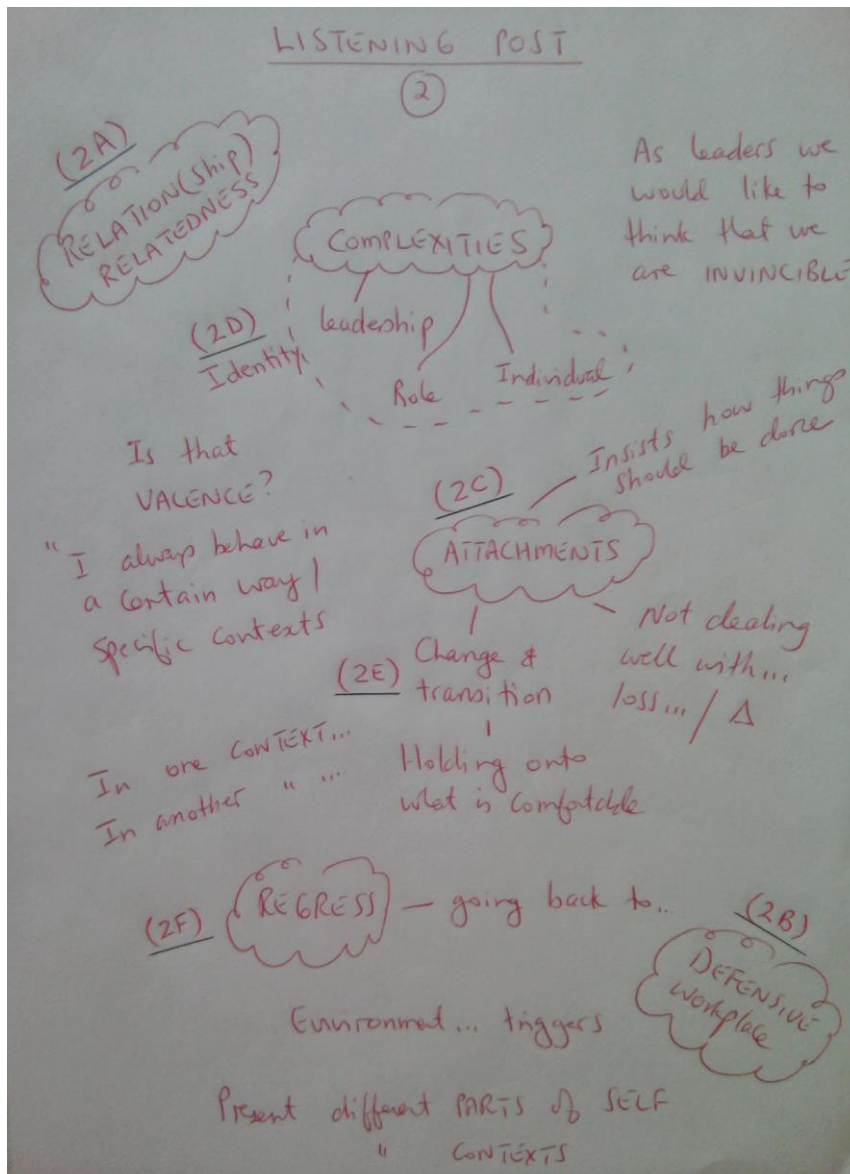 LISTENING POST
2
(2A)
RELATION(ship)
RELATEDNESS
As leaders we
would like to
think that we
are INVINCIBLE
COMPLEXITIES
leadership
Role
Individual
(2D)
Identity
Is that
VALENCE?
" I always behave in
a certain way /
specific contexts
(2C)
ATTACHMENTS
Insists how things
should be done
Not dealing
well with...
loss... / Δ
(2E)
Change &
transition
Holding onto
what is comfortable
In one CONTEXT...
In another " ...
(2F)
REGRESS — going back to...
(2B)
DEFENSIVE
workplace
Environment... triggers
Present different PARTS of SELF
" CONTEXTS